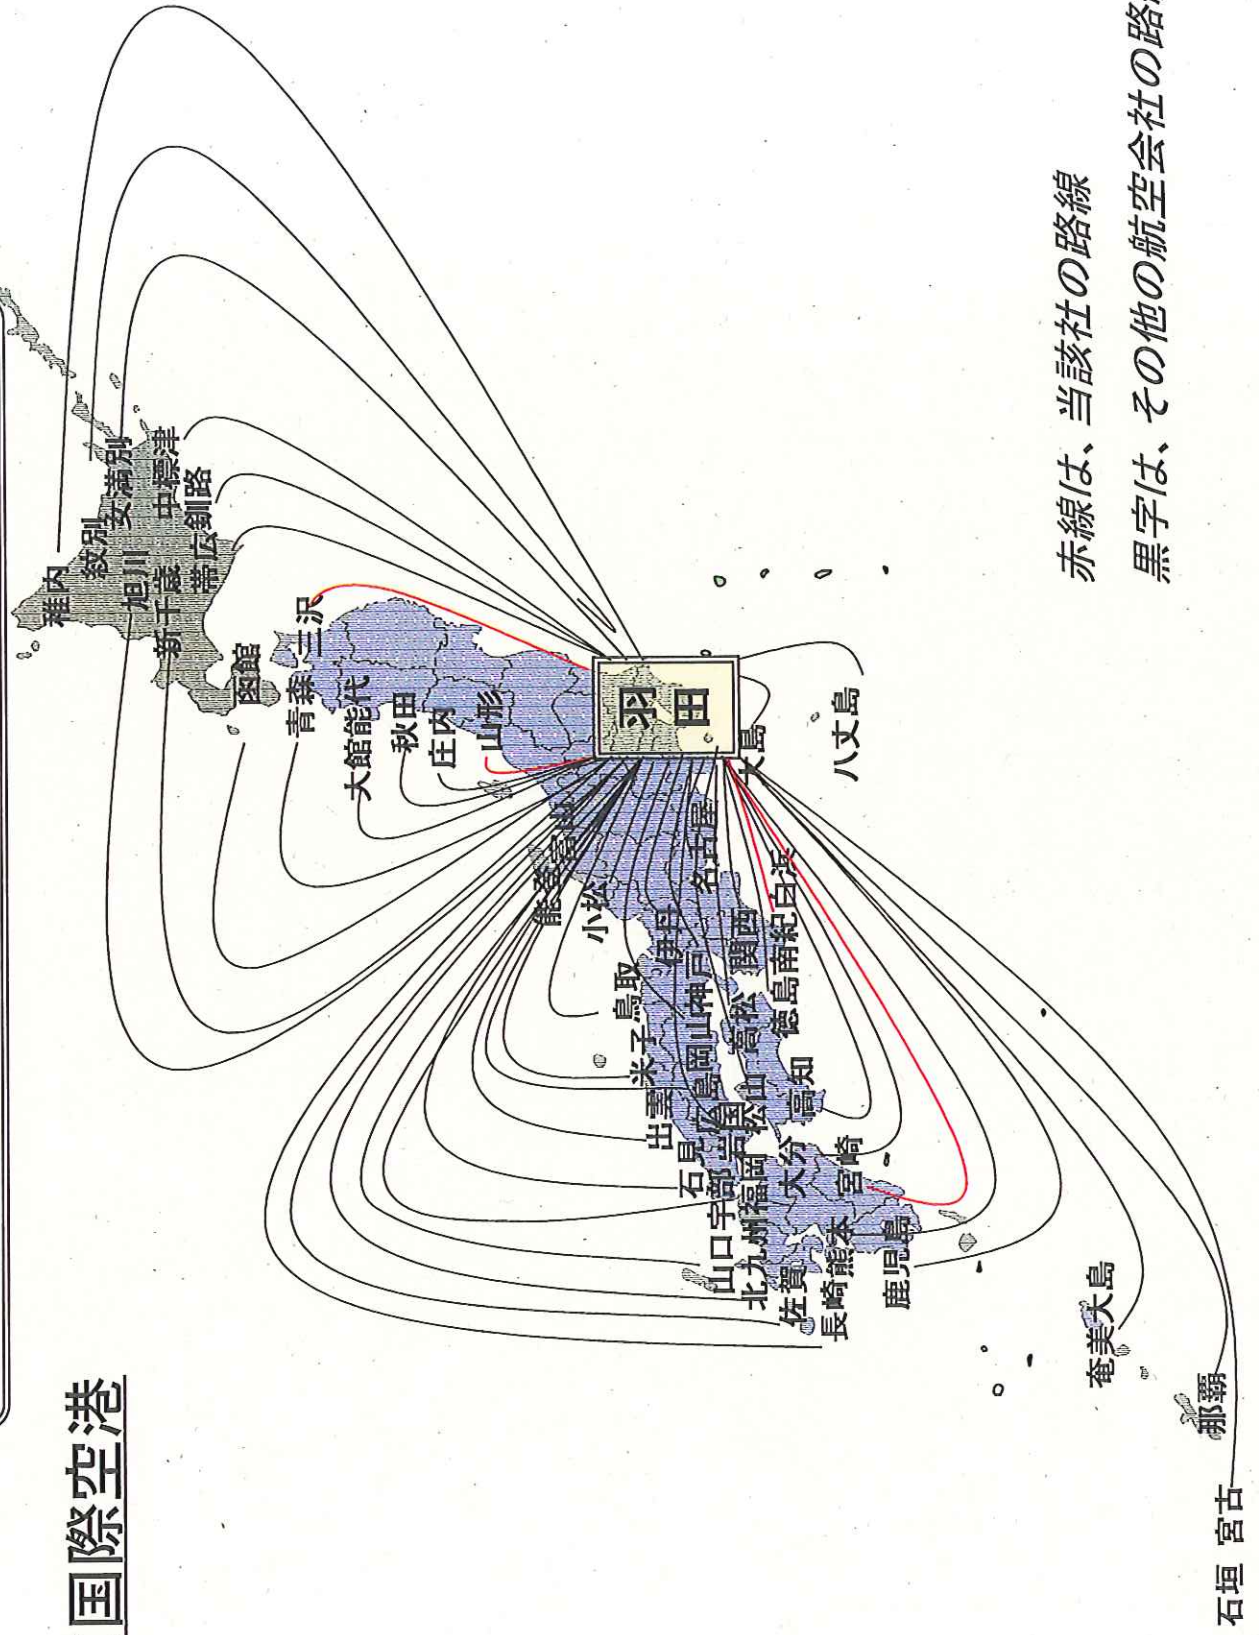 国際空港
稚内
紋別
女満別
旭川
中標津
新千歳
釧路
帯広
函館
三沢
青森
大館能代
秋田
庄内
山形
羽田
大島
八丈島
能登
富山
小松
名古屋
伊丹
関西
神戸
南紀白浜
鳥取
米子
岡山
高松
徳島
出雲
広島
松山
高知
石見
岩国
山口宇部
北九州
福岡
大分
佐賀
長崎
熊本
宮崎
鹿児島
奄美大島
那覇
宮古
石垣
赤線は、当該社の路線
黒字は、その他の航空会社の路